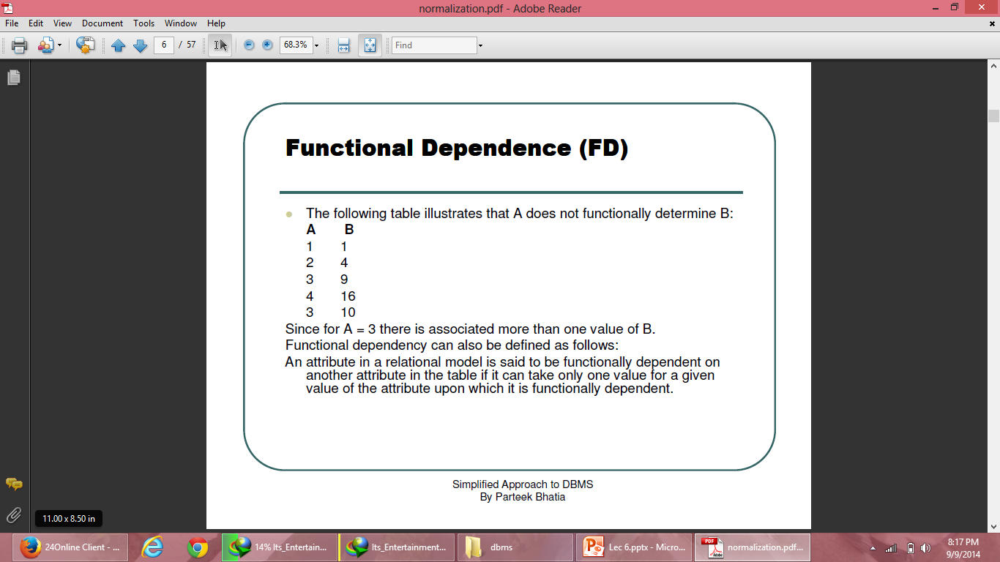 normalization.pdf - Adobe Reader
File Edit View Document Tools Window Help
6 / 57 68.3% Find
Functional Dependence (FD)
The following table illustrates that A does not functionally determine B:
A B
1 1
2 4
3 9
4 16
3 10
Since for A = 3 there is associated more than one value of B.
Functional dependency can also be defined as follows:
An attribute in a relational model is said to be functionally dependent on
another attribute in the table if it can take only one value for a given
value of the attribute upon which it is functionally dependent.
Simplified Approach to DBMS
By Parteek Bhatia
11.00 x 8.50 in
24Online Client - ... 14% Its_Entertain... Its_Entertainment... dbms Lec 6.pptx - Micro... normalization.pdf...
8:17 PM
9/9/2014